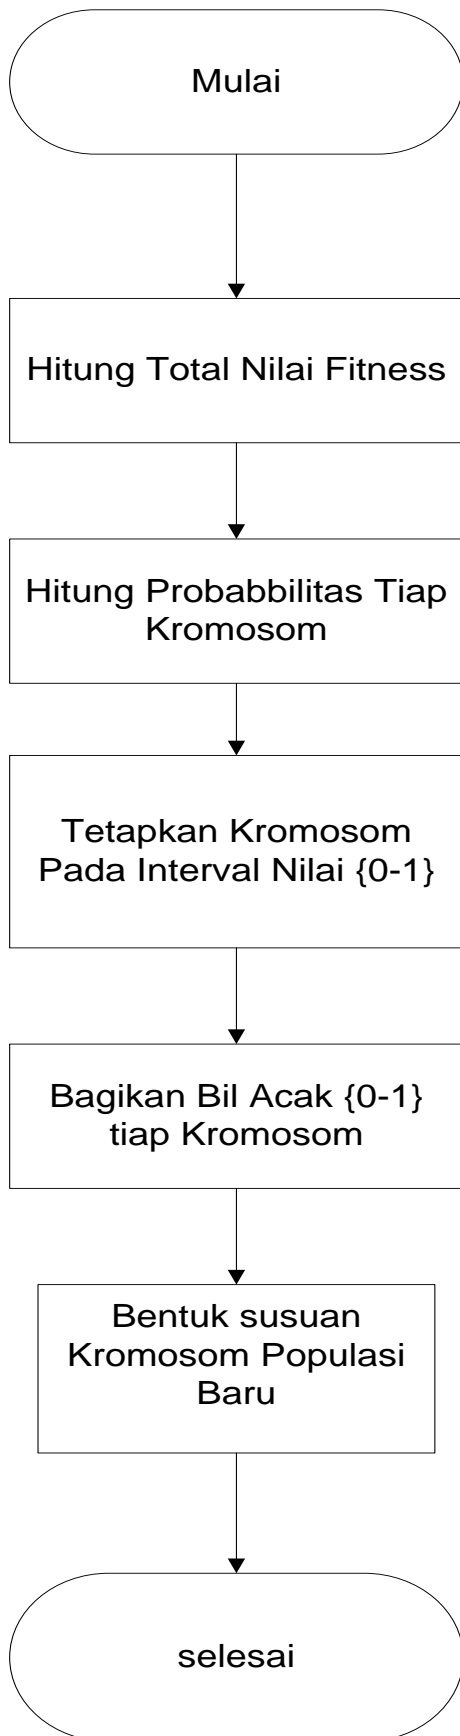 Mulai
Hitung Total Nilai Fitness
Hitung Probabbilitas Tiap
Kromosom
Tetapkan Kromosom
Pada Interval Nilai {0-1}
Bagikan Bil Acak {0-1}
tiap Kromosom
Bentuk susuan
Kromosom Populasi
Baru
selesai